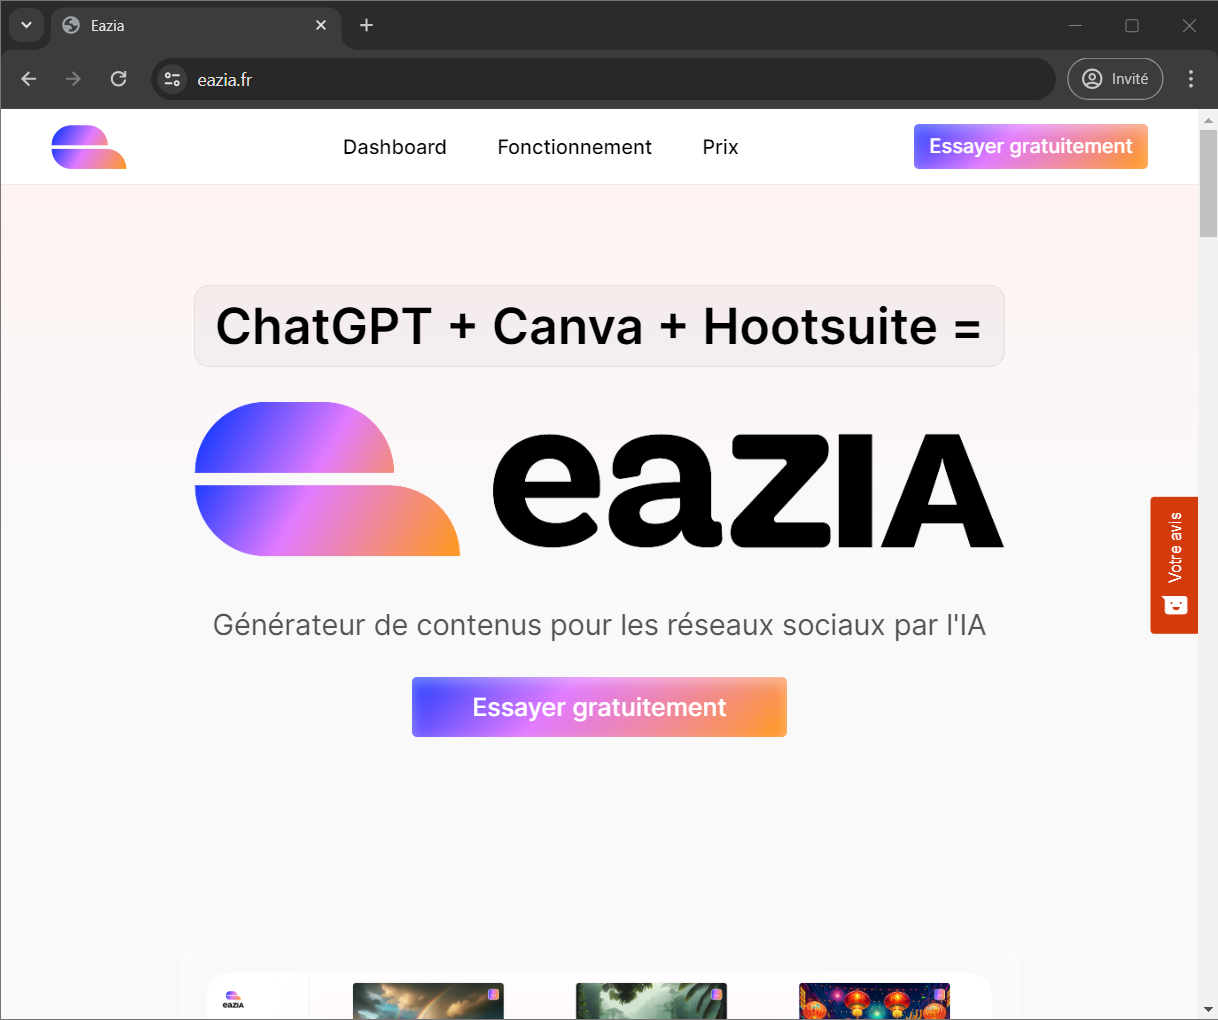 Eazia
eazia.fr
Invité
Dashboard
Fonctionnement
Prix
Essayer gratuitement
ChatGPT + Canva + Hootsuite =
eazIA
Votre avis
Générateur de contenus pour les réseaux sociaux par l'IA
Essayer gratuitement
eazIA